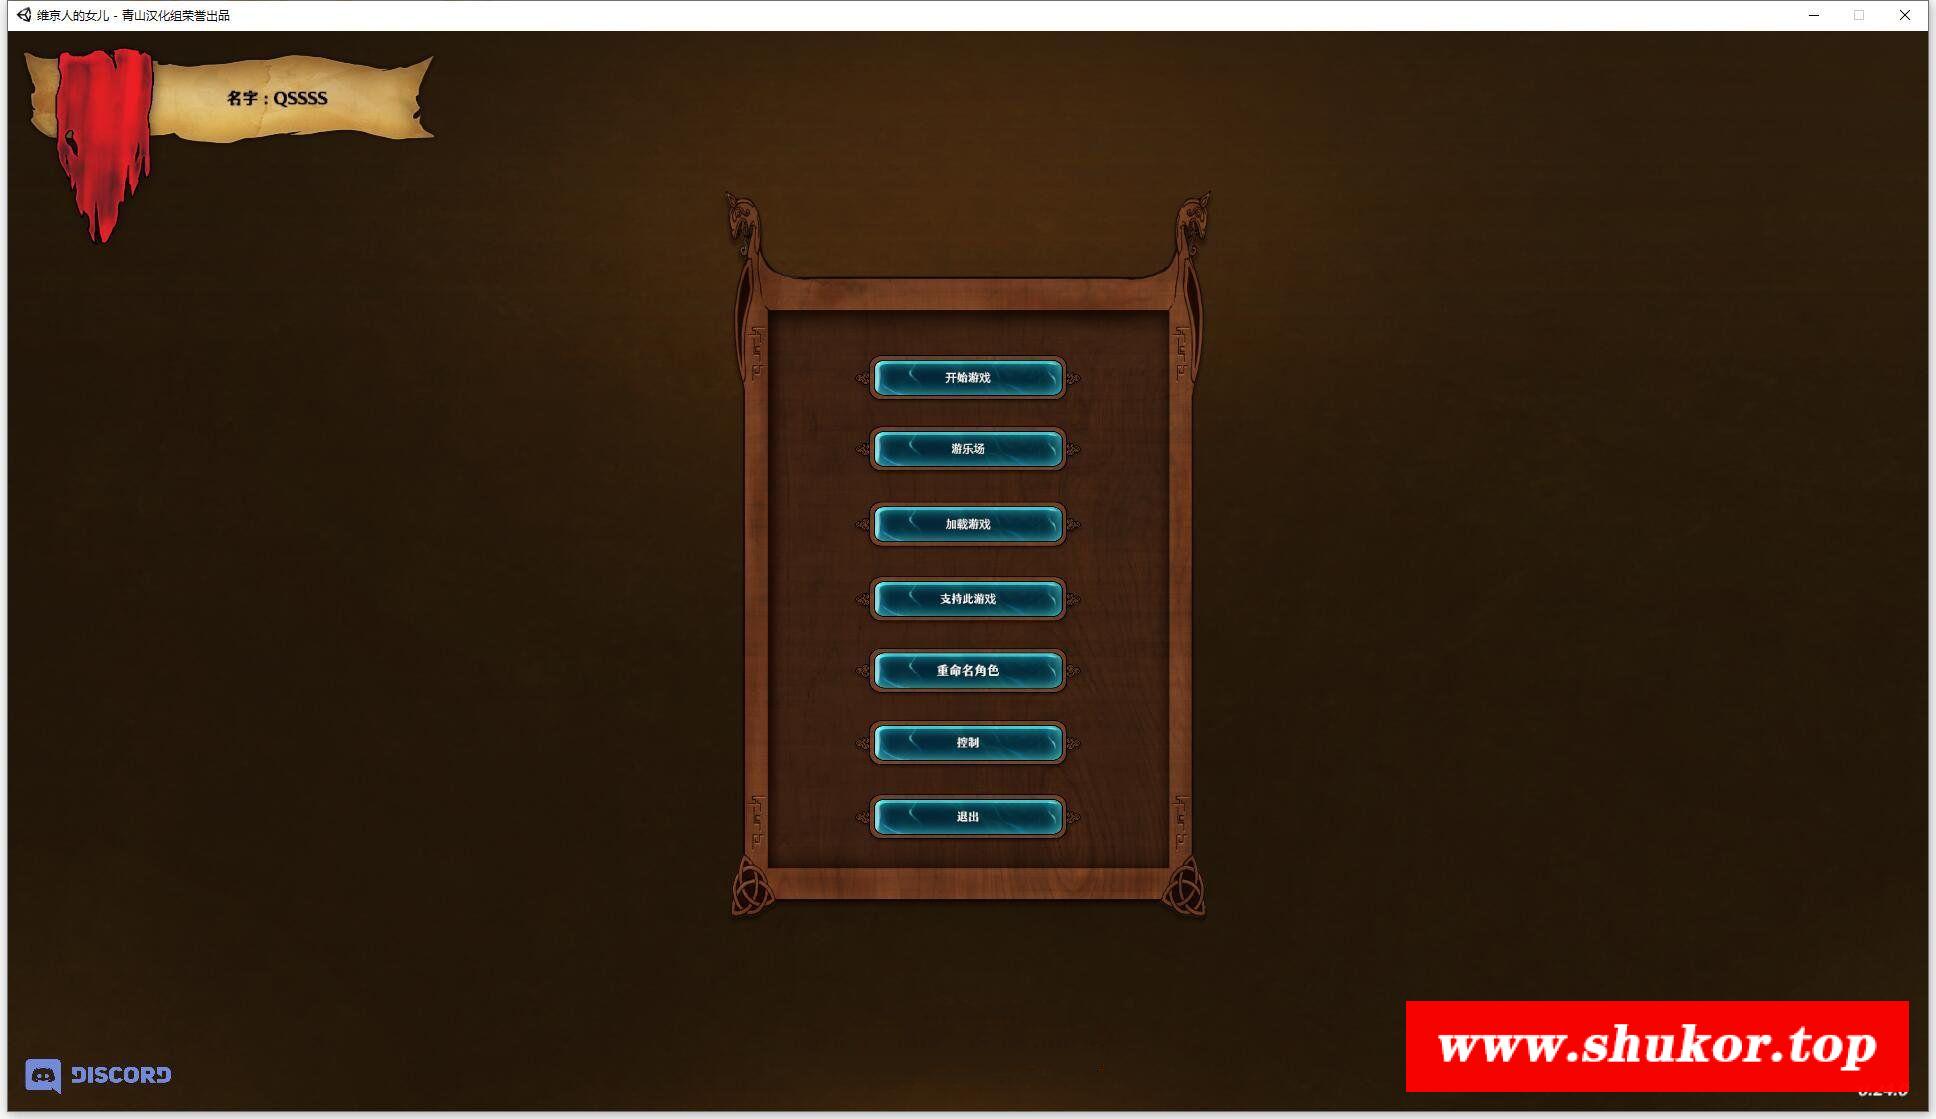 维京人的女儿 - 青山汉化组荣誉出品
名字 : QSSSS
开始游戏
游乐场
加载游戏
支持此游戏
重命名角色
控制
退出
DISCORD
www.shukor.top